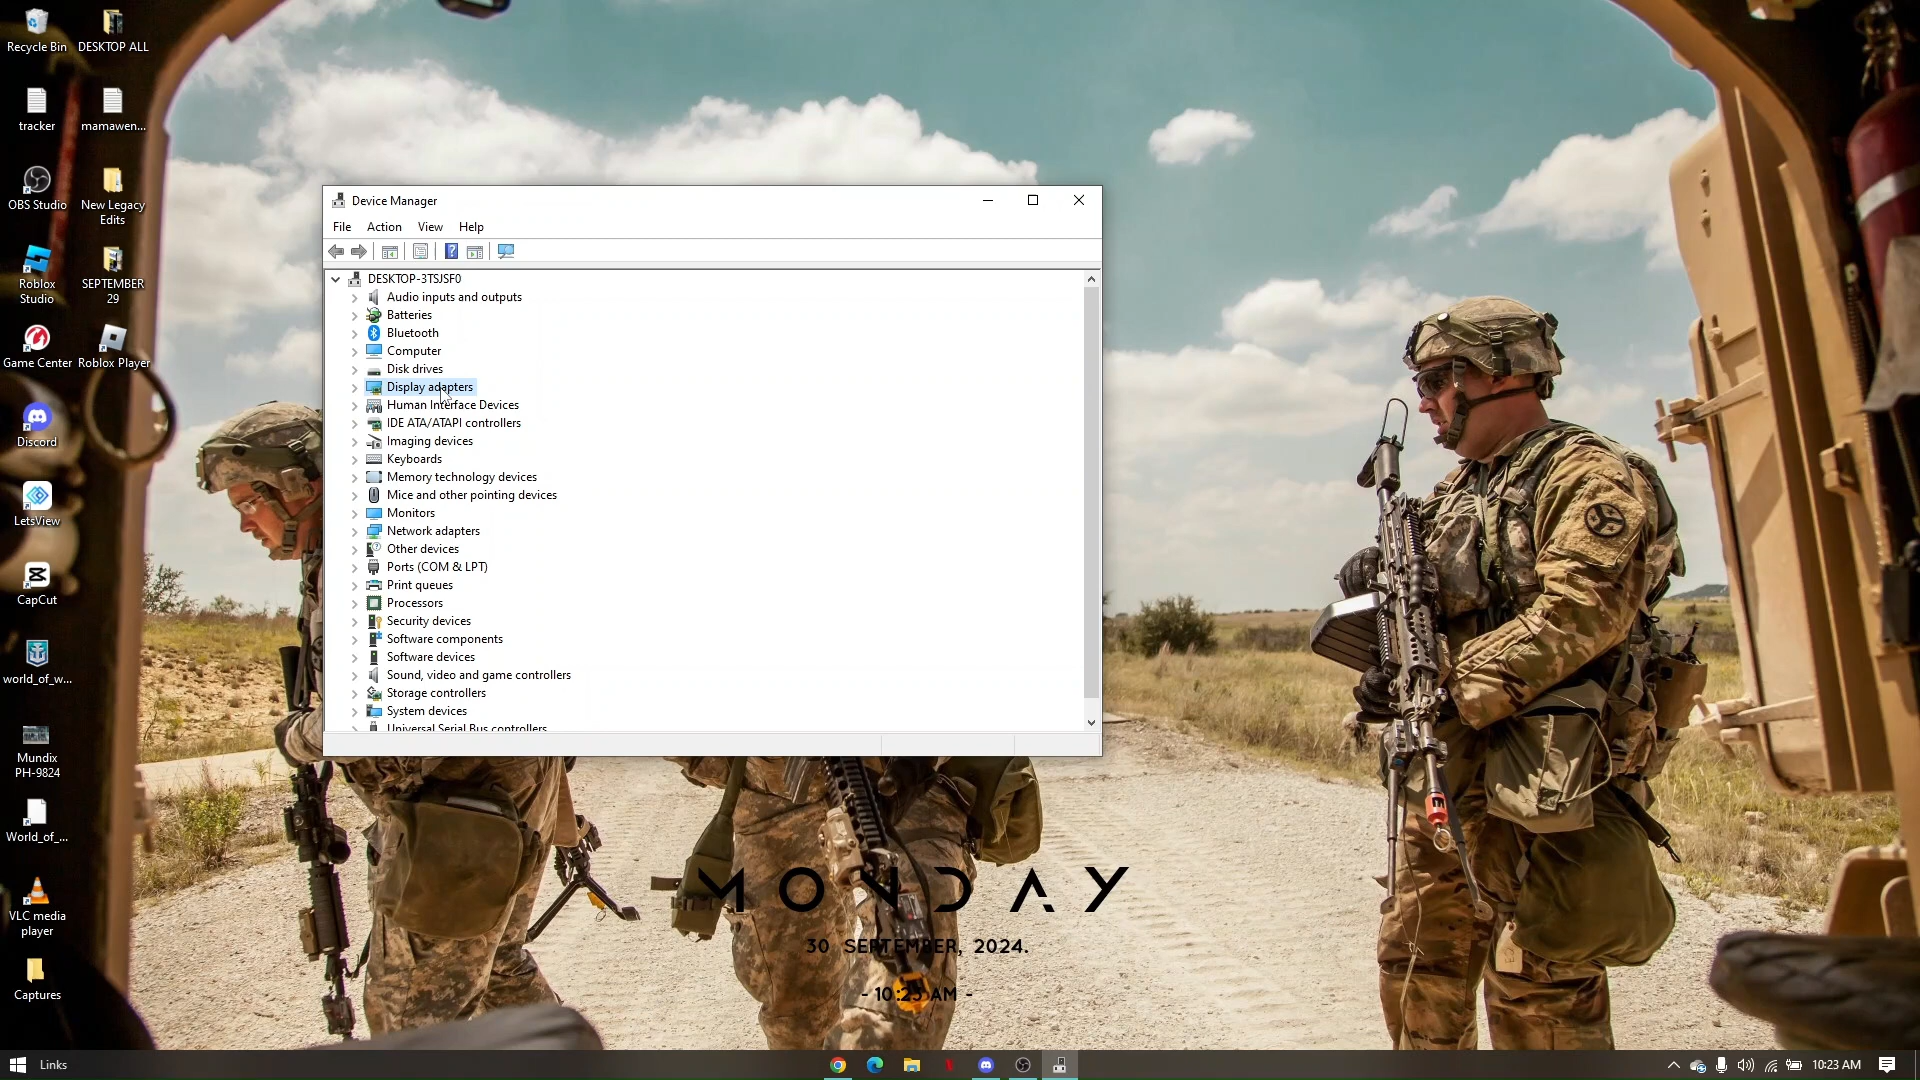 Recycle Bin
DESKTOP ALL
tracker
mamawen...
OBS Studio
New Legacy
Edits
Roblox
Studio
SEPTEMBER
29
Game Center
Roblox Player
Discord
LetsView
CapCut
world_of_w...
Mundix
PH-9824
World_of_...
VLC media
player
Captures
Device Manager
File Action View Help
DESKTOP-3TSJSF0
Audio inputs and outputs
Batteries
Bluetooth
Computer
Disk drives
Display adapters
Human Interface Devices
IDE ATA/ATAPI controllers
Imaging devices
Keyboards
Memory technology devices
Mice and other pointing devices
Monitors
Network adapters
Other devices
Ports (COM & LPT)
Print queues
Processors
Security devices
Software components
Software devices
Sound, video and game controllers
Storage controllers
System devices
Universal Serial Bus controllers
MONDAY
30 SEPTEMBER, 2024.
- 10:23 AM -
Links
10:23 AM